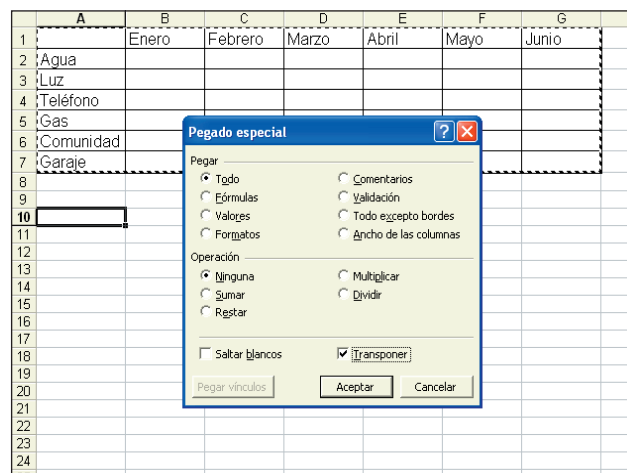 A B C D E F G
1 Enero Febrero Marzo Abril Mayo Junio
2 Agua
3 Luz
4 Teléfono
5 Gas
6 Comunidad
7 Garaje
8
9
10
11
12
13
14
15
16
17
18
19
20
21
22
23
24
Pegado especial
Pegar
Todo Comentarios
Fórmulas Validación
Valores Todo excepto bordes
Formatos Ancho de las columnas
Operación
Ninguna Multiplicar
Sumar Dividir
Restar
Saltar blancos Transponer
Pegar vínculos Aceptar Cancelar